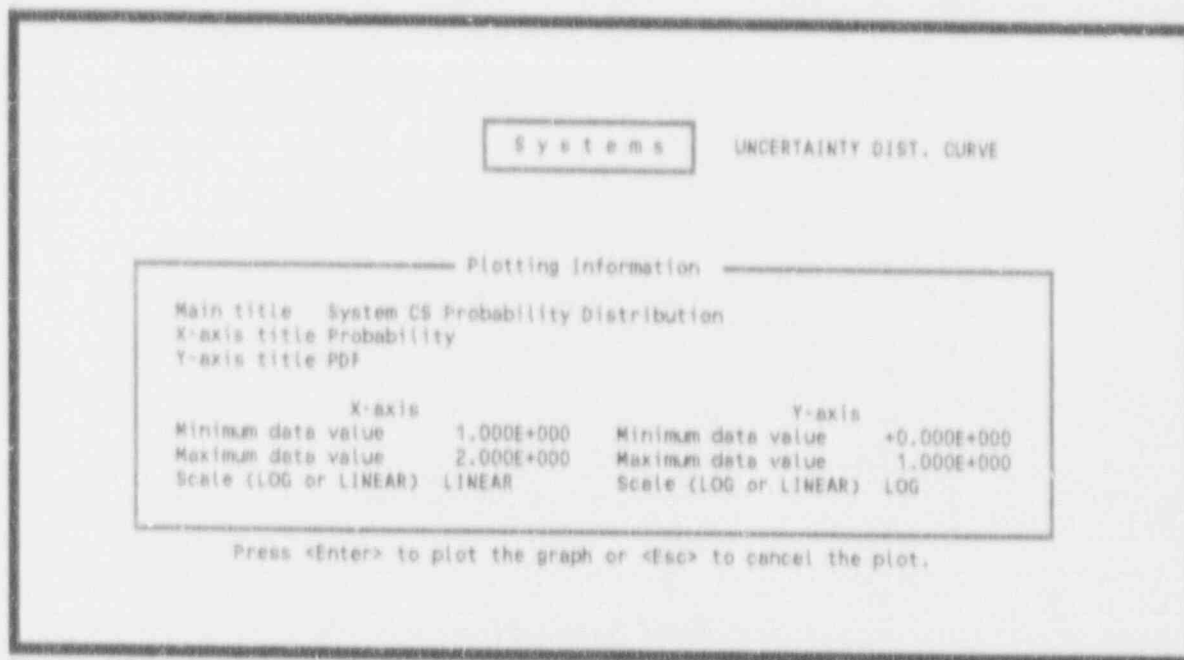 Systems UNCERTAINTY DIST. CURVE
Plotting Information
Main title System CS Probability Distribution
X-axis title Probability
Y-axis title PDF
X-axis Y-axis
Minimum data value 1.000E+000 Minimum data value +0.000E+000
Maximum data value 2.000E+000 Maximum data value 1.000E+000
Scale (LOG or LINEAR) LINEAR Scale (LOG or LINEAR) LOG
Press <Enter> to plot the graph or <Esc> to cancel the plot.